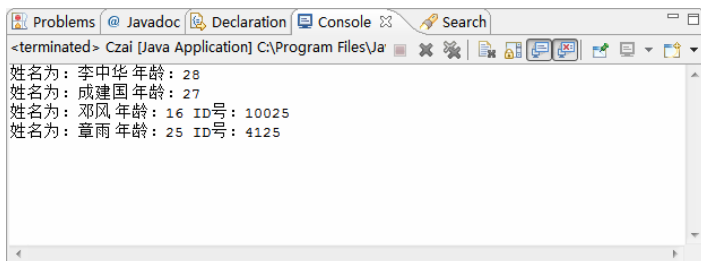 Problems @ Javadoc Declaration Console Search
<terminated> Czai [Java Application] C:\Program Files\Ja
姓名为：李中华 年龄：28
姓名为：成建国 年龄：27
姓名为：邓风 年龄：16 ID号：10025
姓名为：章雨 年龄：25 ID号：4125